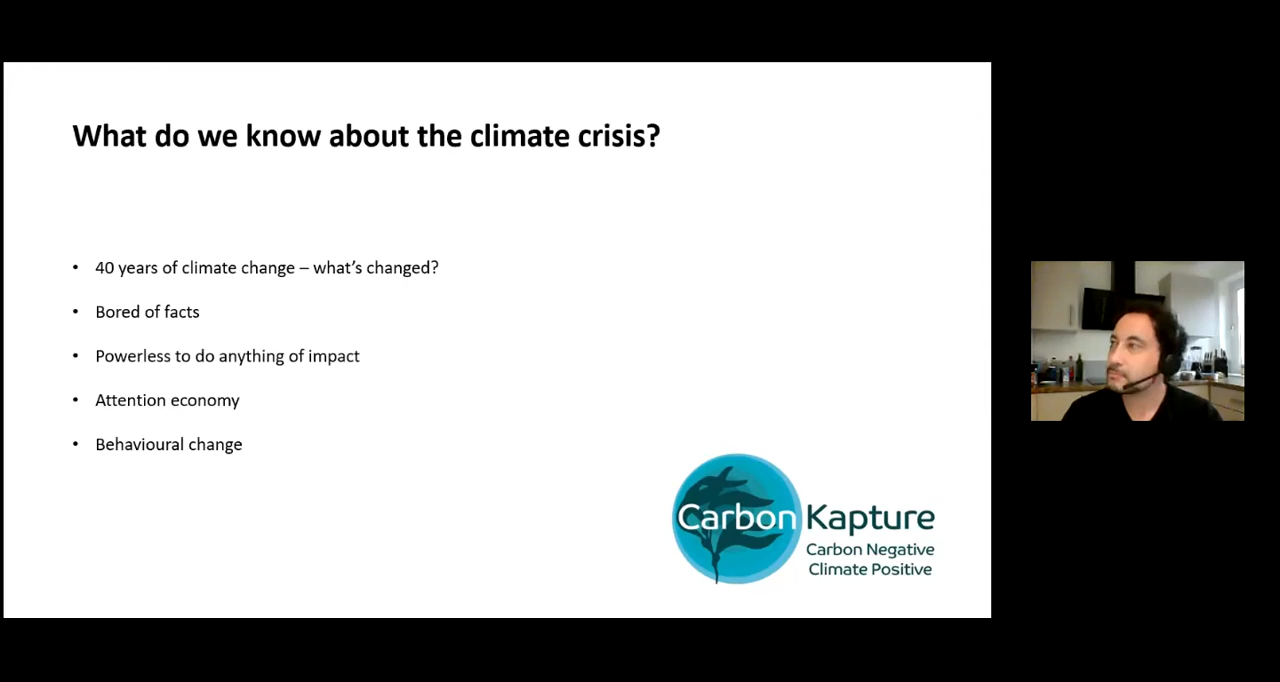 What do we know about the climate crisis?
• 40 years of climate change – what’s changed?
• Bored of facts
• Powerless to do anything of impact
• Attention economy
• Behavioural change
Carbon Kapture
Carbon Negative
Climate Positive